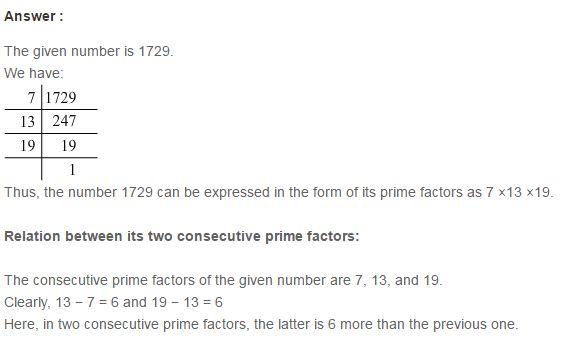 Answer :
The given number is 1729.
We have:
7 1729
13 247
19 19
1
Thus, the number 1729 can be expressed in the form of its prime factors as 7 ×13 ×19.
Relation between its two consecutive prime factors:
The consecutive prime factors of the given number are 7, 13, and 19.
Clearly, 13 − 7 = 6 and 19 − 13 = 6
Here, in two consecutive prime factors, the latter is 6 more than the previous one.